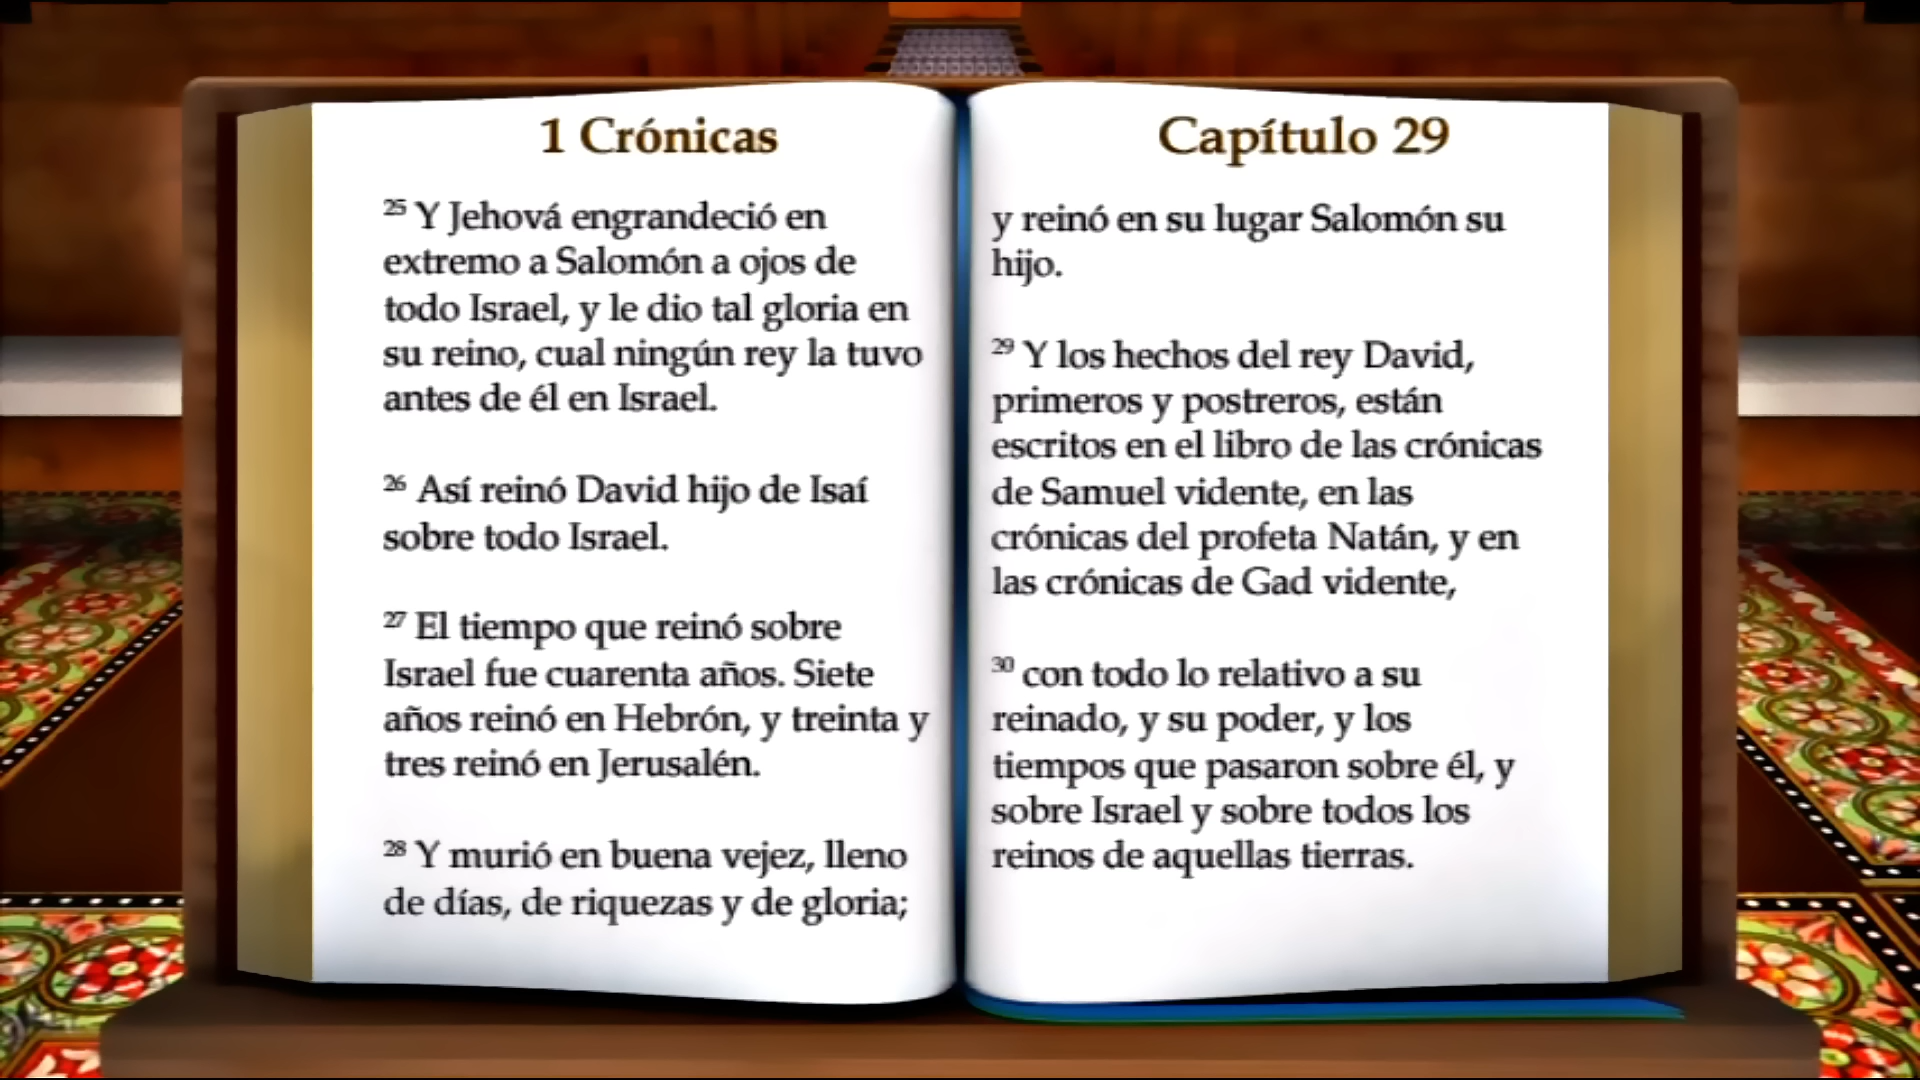 1 Crónicas
25 Y Jehová engrandeció en
extremo a Salomón a ojos de
todo Israel, y le dio tal gloria en
su reino, cual ningún rey la tuvo
antes de él en Israel.
26 Así reinó David hijo de Isaí
sobre todo Israel.
27 El tiempo que reinó sobre
Israel fue cuarenta años. Siete
años reinó en Hebrón, y treinta y
tres reinó en Jerusalén.
28 Y murió en buena vejez, lleno
de días, de riquezas y de gloria;
Capítulo 29
y reinó en su lugar Salomón su
hijo.
29 Y los hechos del rey David,
primeros y postreros, están
escritos en el libro de las crónicas
de Samuel vidente, en las
crónicas del profeta Natán, y en
las crónicas de Gad vidente,
30 con todo lo relativo a su
reinado, y su poder, y los
tiempos que pasaron sobre él, y
sobre Israel y sobre todos los
reinos de aquellas tierras.